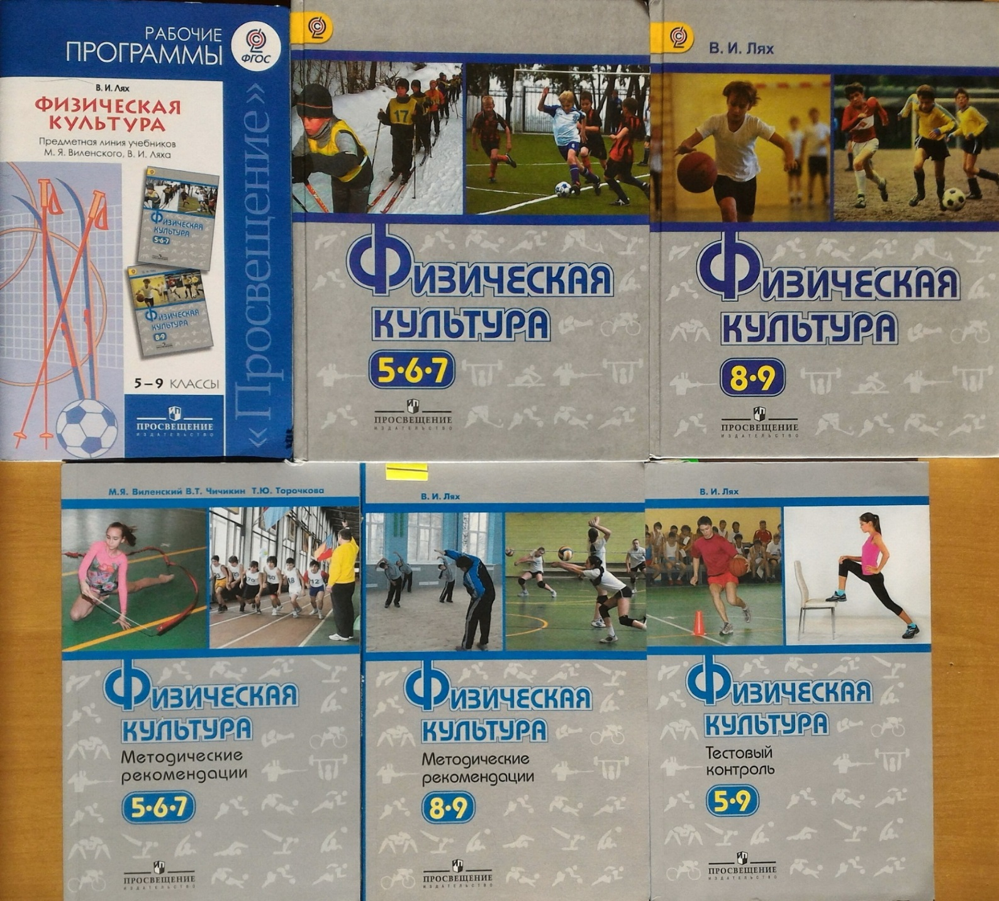 РАБОЧИЕ
ПРОГРАММЫ
ФГОС
В. И. Лях
ФИЗИЧЕСКАЯ
КУЛЬТУРА
Предметная линия учебников
М. Я. Виленского, В. И. Ляха
Физическая
культура
5•6•7
Физическая
культура
8•9
5–9 КЛАССЫ
ПРОСВЕЩЕНИЕ
ИЗДАТЕЛЬСТВО
«Просвещение»
17
Физическая
культура
5•6•7
ПРОСВЕЩЕНИЕ
ИЗДАТЕЛЬСТВО
В. И. Лях
Физическая
культура
8•9
ПРОСВЕЩЕНИЕ
ИЗДАТЕЛЬСТВО
М.Я. Виленский В.Т. Чичикин Т.Ю. Торочкова
Физическая
культура
Методические
рекомендации
5•6•7
ПРОСВЕЩЕНИЕ
ИЗДАТЕЛЬСТВО
В. И. Лях
Физическая
культура
Методические
рекомендации
8•9
ПРОСВЕЩЕНИЕ
ИЗДАТЕЛЬСТВО
В. И. Лях
Физическая
культура
Тестовый
контроль
5•9
ПРОСВЕЩЕНИЕ
ИЗДАТЕЛЬСТВО